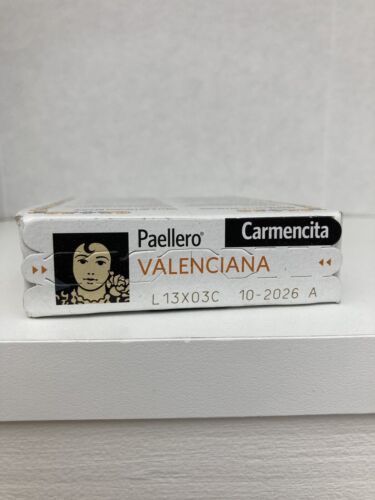 Paellero® Carmencita
VALENCIANA
L13X03C 10-2026 A